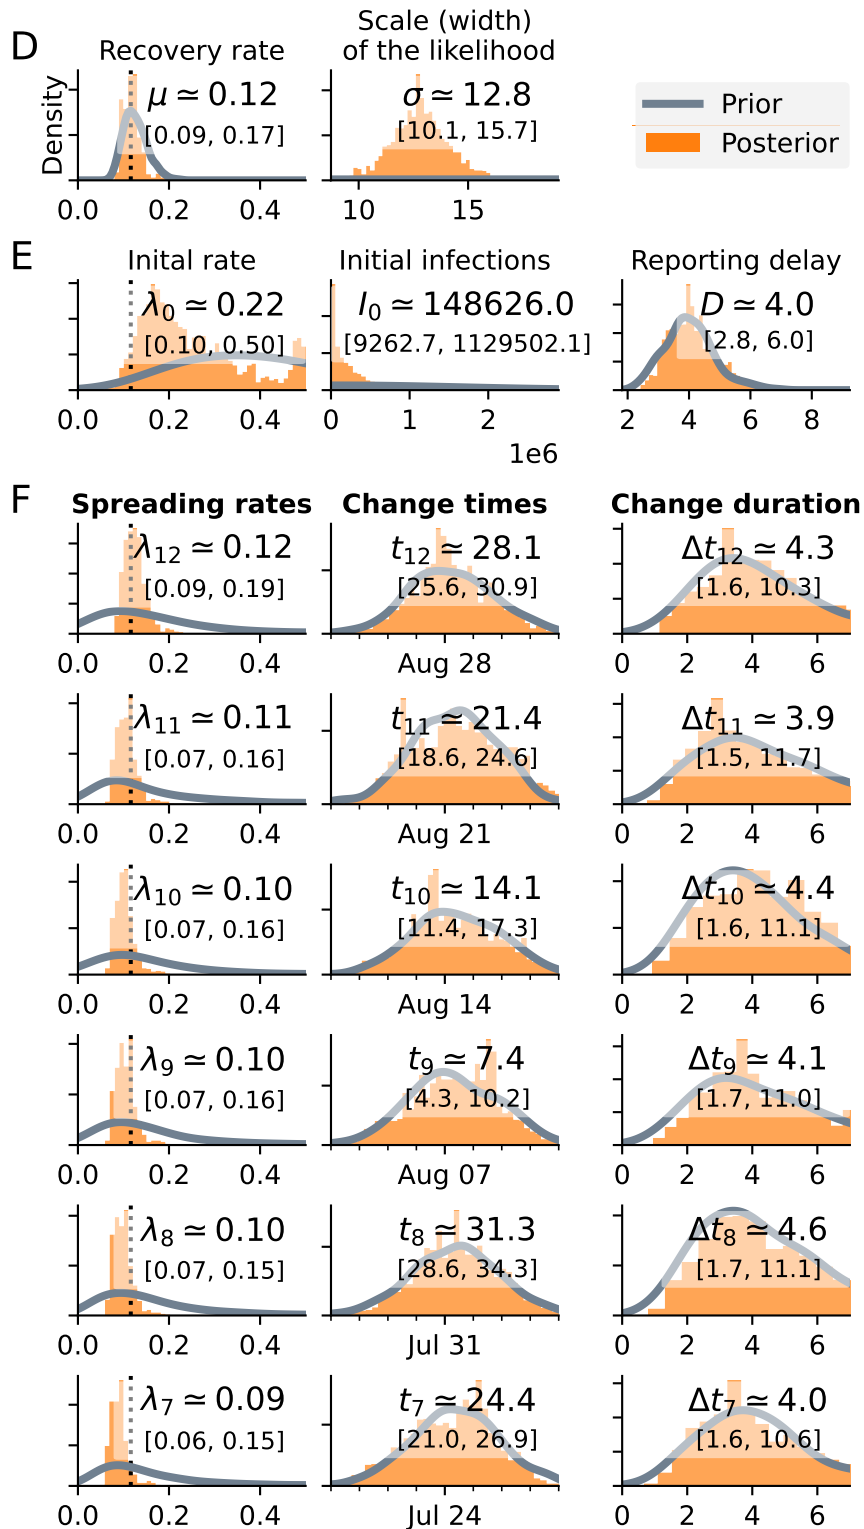 D
Recovery rate
Scale (width)
of the likelihood
Density
μ ≃ 0.12
[0.09, 0.17]
0.0 0.2 0.4
σ ≃ 12.8
[10.1, 15.7]
10 15
Prior
Posterior
E
Inital rate
λ0 ≃ 0.22
[0.10, 0.50]
0.0 0.2 0.4
Initial infections
I0 ≃ 148626.0
[9262.7, 1129502.1]
0 1 2
1e6
Reporting delay
D ≃ 4.0
[2.8, 6.0]
2 4 6 8
F
Spreading rates Change times Change duration
λ12 ≃ 0.12
[0.09, 0.19]
0.0 0.2 0.4
t12 ≃ 28.1
[25.6, 30.9]
Aug 28
Δt12 ≃ 4.3
[1.6, 10.3]
0 2 4 6
λ11 ≃ 0.11
[0.07, 0.16]
0.0 0.2 0.4
t11 ≃ 21.4
[18.6, 24.6]
Aug 21
Δt11 ≃ 3.9
[1.5, 11.7]
0 2 4 6
λ10 ≃ 0.10
[0.07, 0.16]
0.0 0.2 0.4
t10 ≃ 14.1
[11.4, 17.3]
Aug 14
Δt10 ≃ 4.4
[1.6, 11.1]
0 2 4 6
λ9 ≃ 0.10
[0.07, 0.16]
0.0 0.2 0.4
t9 ≃ 7.4
[4.3, 10.2]
Aug 07
Δt9 ≃ 4.1
[1.7, 11.0]
0 2 4 6
λ8 ≃ 0.10
[0.07, 0.15]
0.0 0.2 0.4
t8 ≃ 31.3
[28.6, 34.3]
Jul 31
Δt8 ≃ 4.6
[1.7, 11.1]
0 2 4 6
λ7 ≃ 0.09
[0.06, 0.15]
0.0 0.2 0.4
t7 ≃ 24.4
[21.0, 26.9]
Jul 24
Δt7 ≃ 4.0
[1.6, 10.6]
0 2 4 6